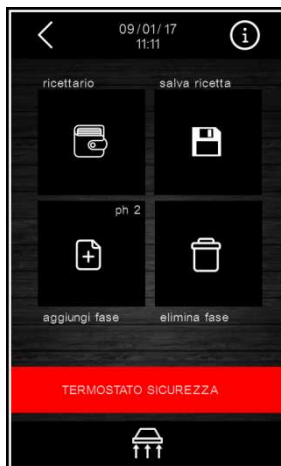 09/01/17
11:11
i
ricettario
salva ricetta
ph 2
aggiungi fase
elimina fase
TERMOSTATO SICUREZZA